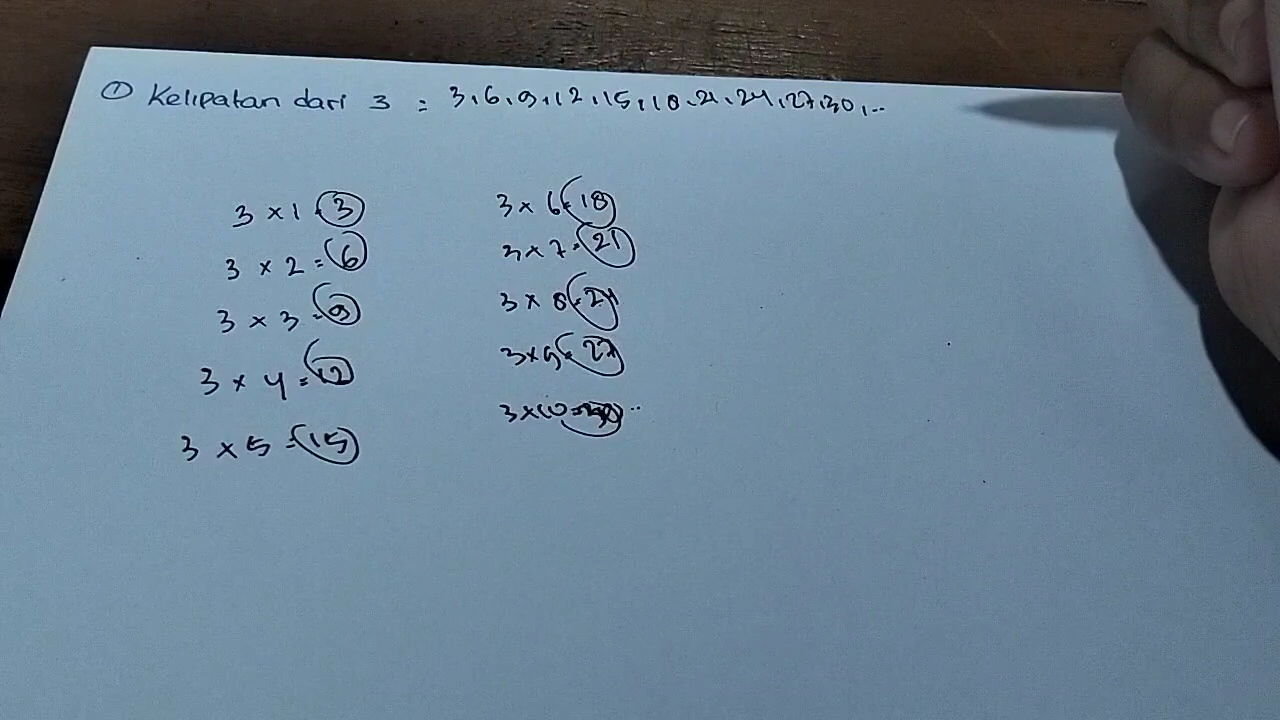 ① Kelipatan dari 3 = 3, 6, 9, 12, 15, 18, 21, 24, 27, 30, ...
3 × 1 = 3
3 × 2 = 6
3 × 3 = 9
3 × 4 = 12
3 × 5 = 15
3 × 6 = 18
3 × 7 = 21
3 × 8 = 24
3 × 9 = 27
3 × 10 = 30 ...